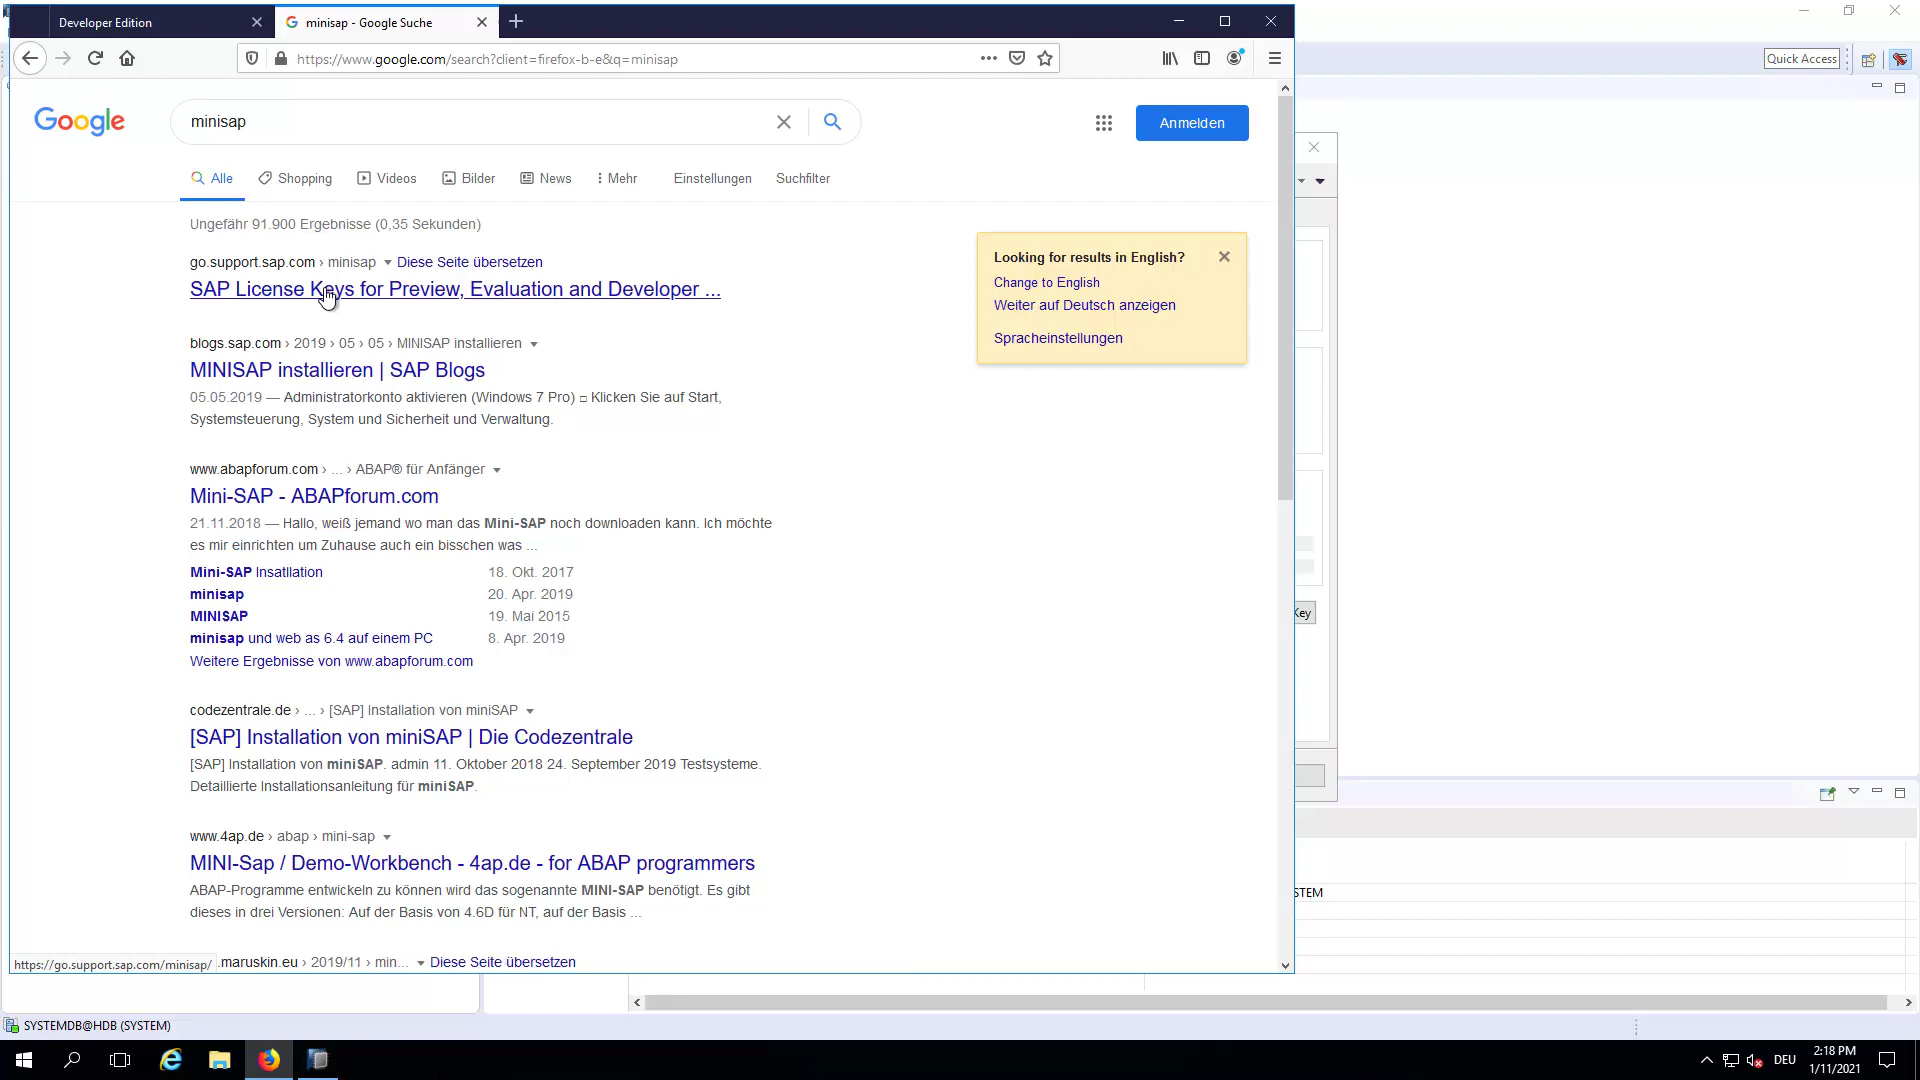 Developer Edition
minisap - Google Suche
https://www.google.com/search?client=firefox-b-e&q=minisap
Quick Access
Google
minisap
Anmelden
Alle
Shopping
Videos
Bilder
News
Mehr
Einstellungen
Suchfilter
Ungefähr 91.900 Ergebnisse (0,35 Sekunden)
Looking for results in English?
Change to English
Weiter auf Deutsch anzeigen
Spracheinstellungen
go.support.sap.com › minisap Diese Seite übersetzen
SAP License Keys for Preview, Evaluation and Developer ...
blogs.sap.com › 2019 › 05 › 05 › MINISAP installieren
MINISAP installieren | SAP Blogs
05.05.2019 — Administratorkonto aktivieren (Windows 7 Pro) □ Klicken Sie auf Start,
Systemsteuerung, System und Sicherheit und Verwaltung.
www.abapforum.com › ... › ABAP® für Anfänger
Mini-SAP - ABAPforum.com
21.11.2018 — Hallo, weiß jemand wo man das Mini-SAP noch downloaden kann. Ich möchte
es mir einrichten um Zuhause auch ein bisschen was ...
Mini-SAP Insatllation 18. Okt. 2017
minisap 20. Apr. 2019
MINISAP 19. Mai 2015
minisap und web as 6.4 auf einem PC 8. Apr. 2019
Weitere Ergebnisse von www.abapforum.com
Key
codezentrale.de › ... › [SAP] Installation von miniSAP
[SAP] Installation von miniSAP | Die Codezentrale
[SAP] Installation von miniSAP. admin 11. Oktober 2018 24. September 2019 Testsysteme.
Detaillierte Installationsanleitung für miniSAP.
www.4ap.de › abap › mini-sap
MINI-Sap / Demo-Workbench - 4ap.de - for ABAP programmers
ABAP-Programme entwickeln zu können wird das sogenannte MINI-SAP benötigt. Es gibt
dieses in drei Versionen: Auf der Basis von 4.6D für NT, auf der Basis ...
STEM
https://go.support.sap.com/minisap/
.maruskin.eu › 2019/11 › min... Diese Seite übersetzen
SYSTEMDB@HDB (SYSTEM)
DEU
2:18 PM
1/11/2021